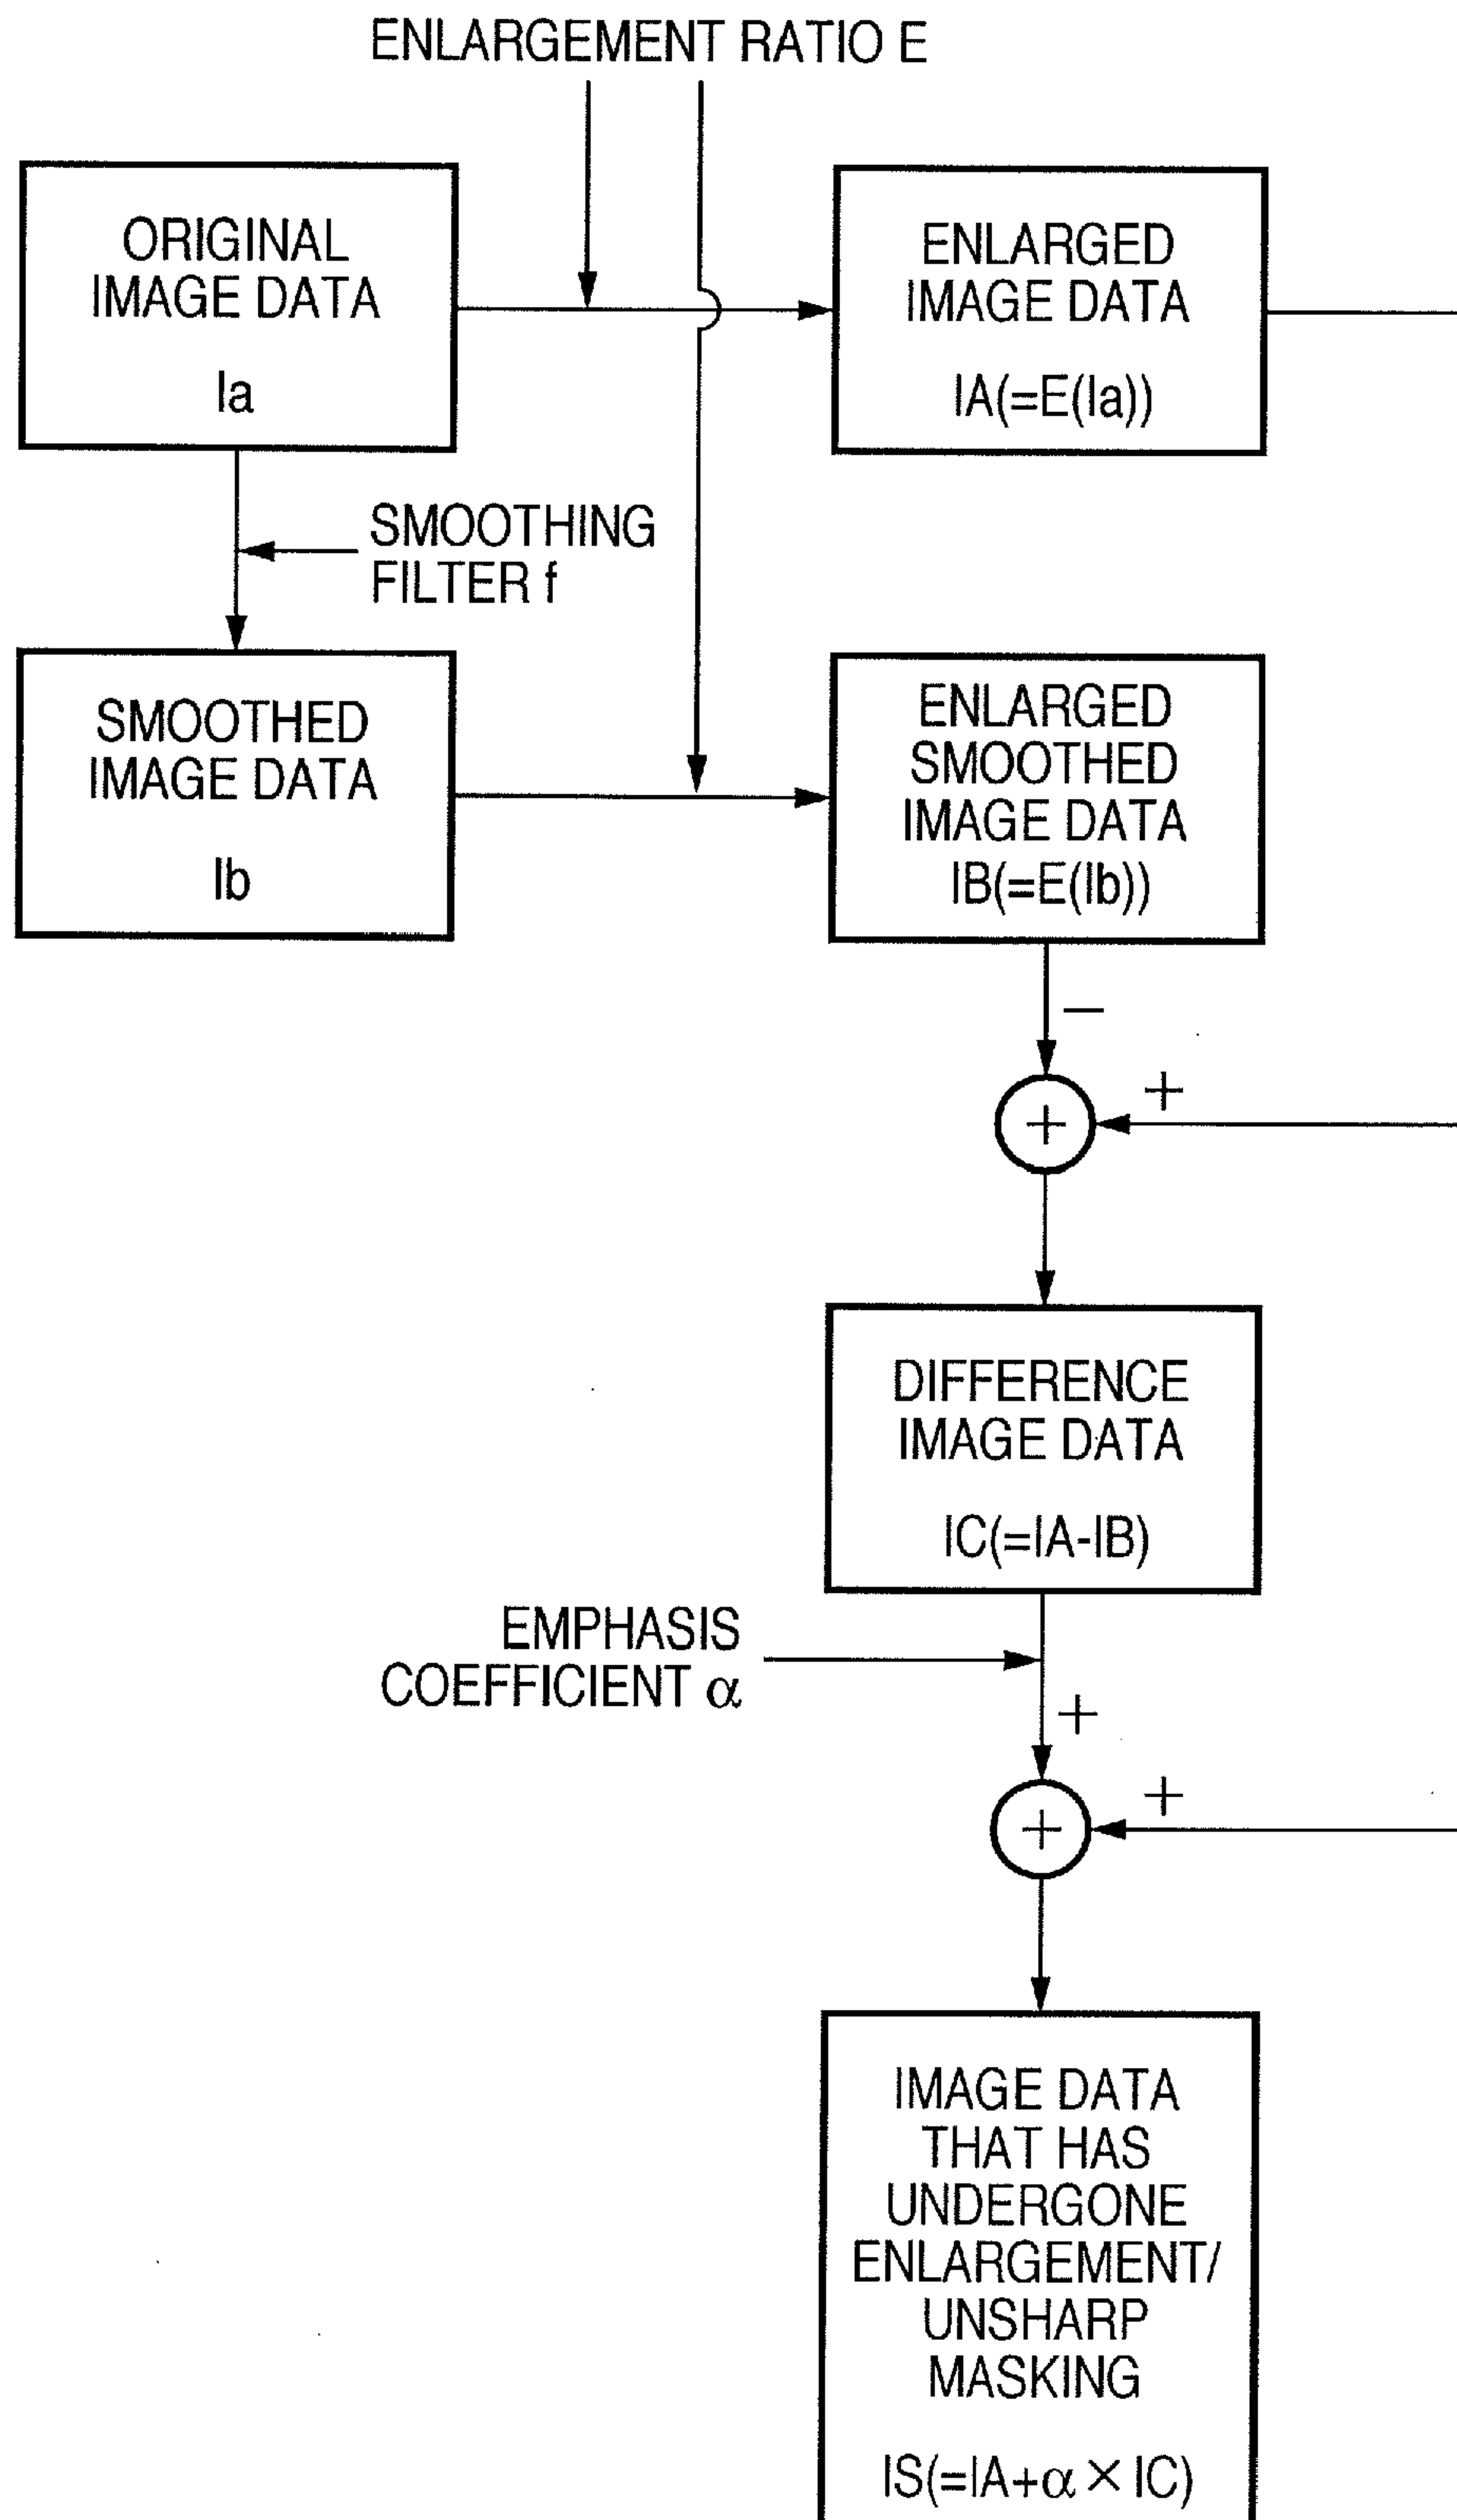 ENLARGEMENT RATIO E
ORIGINAL
IMAGE DATA
Ia
ENLARGED
IMAGE DATA
IA(=E(Ia))
SMOOTHING
FILTER f
SMOOTHED
IMAGE DATA
Ib
ENLARGED
SMOOTHED
IMAGE DATA
IB(=E(Ib))
−
+
+
DIFFERENCE
IMAGE DATA
IC(=IA-IB)
EMPHASIS
COEFFICIENT α
+
+
+
IMAGE DATA
THAT HAS
UNDERGONE
ENLARGEMENT/
UNSHARP
MASKING
IS(=IA+α×IC)